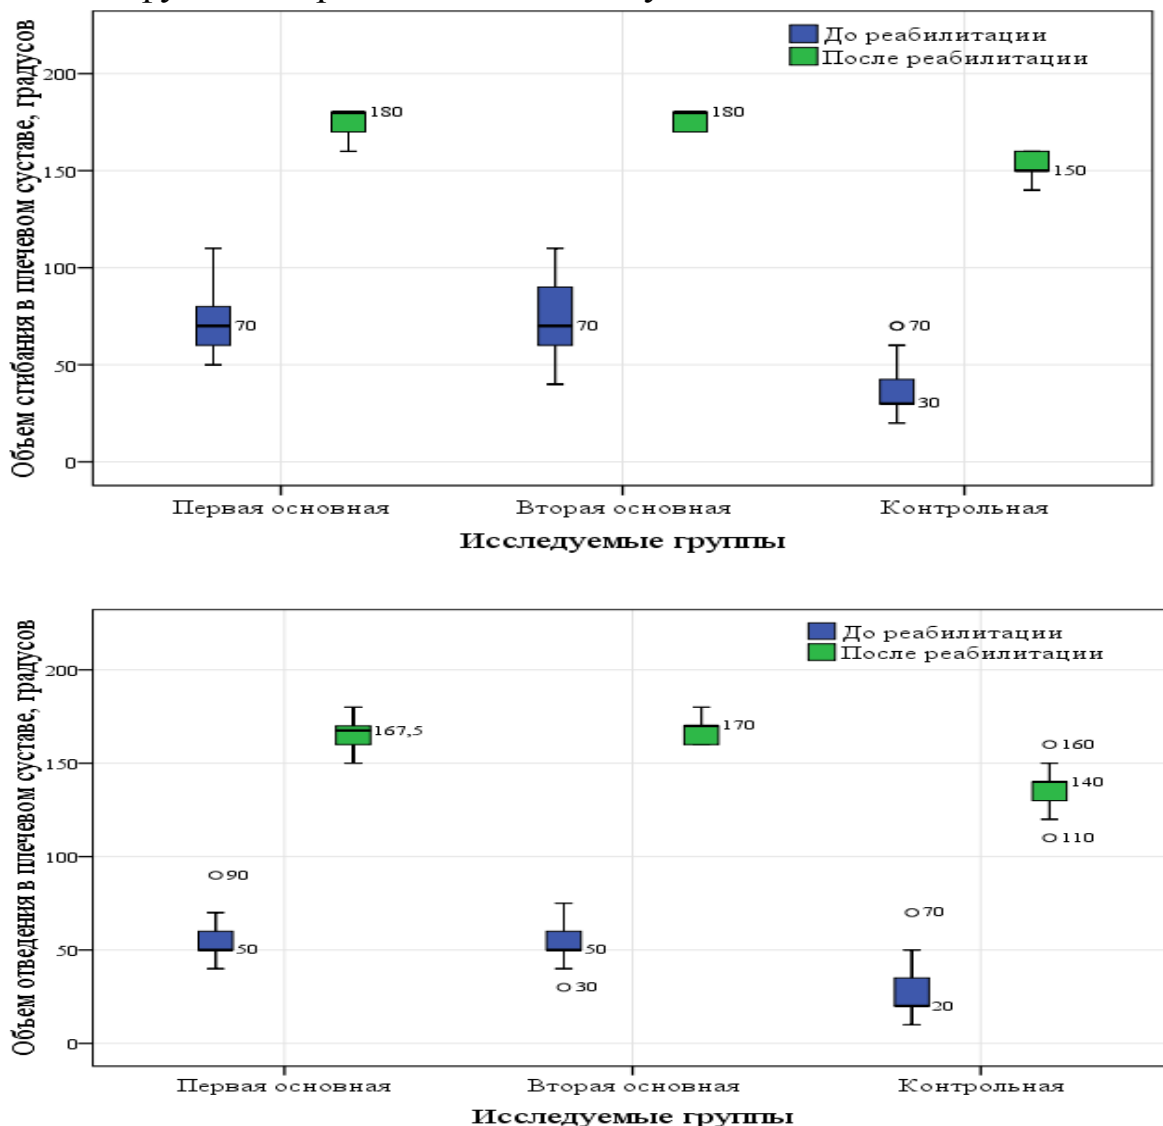 До реабилитации
После реабилитации
Объем сгибания в плечевом суставе, градусов
200
150
100
50
0
180
180
150
70
70
70
30
Первая основная
Вторая основная
Контрольная
Исследуемые группы
До реабилитации
После реабилитации
Объем отведения в плечевом суставе, градусов
200
150
100
50
0
167,5
170
160
140
110
90
50
50
30
70
20
Первая основная
Вторая основная
Контрольная
Исследуемые группы